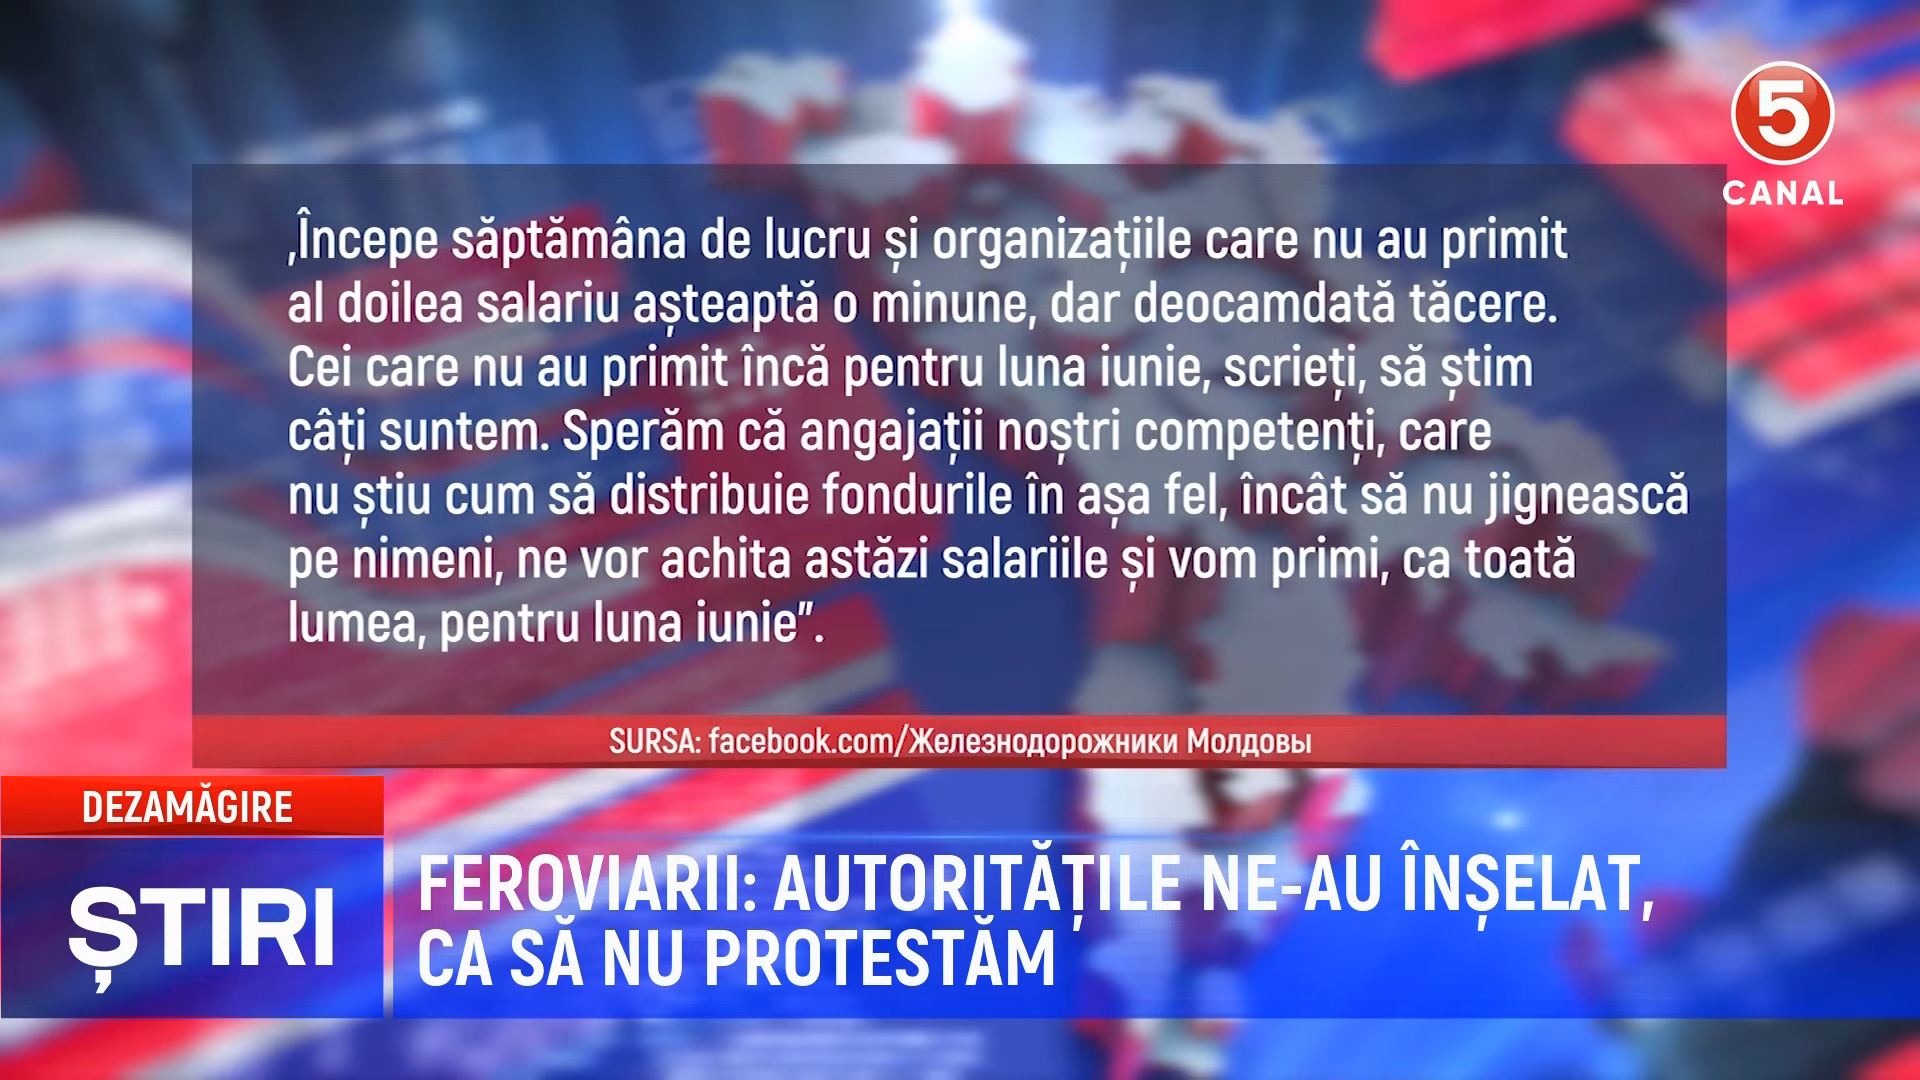 5
CANAL
‚Începe săptămâna de lucru și organizațiile care nu au primit
al doilea salariu așteaptă o minune, dar deocamdată tăcere.
Cei care nu au primit încă pentru luna iunie, scrieți, să știm
câți suntem. Sperăm că angajații noștri competenți, care
nu știu cum să distribuie fondurile în așa fel, încât să nu jignească
pe nimeni, ne vor achita astăzi salariile și vom primi, ca toată
lumea, pentru luna iunie”.
SURSA: facebook.com/Железнодорожники Молдовы
DEZAMĂGIRE
ȘTIRI
FEROVIARII: AUTORITĂȚILE NE-AU ÎNȘELAT,
CA SĂ NU PROTESTĂM